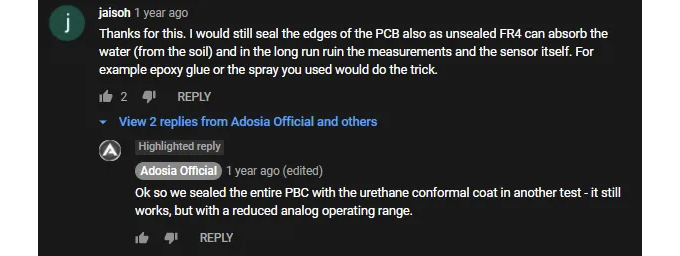 jaisoh 1 year ago
Thanks for this. I would still seal the edges of the PCB also as unsealed FR4 can absorb the
water (from the soil) and in the long run ruin the measurements and the sensor itself. For
example epoxy glue or the spray you used would do the trick.
2 REPLY
View 2 replies from Adosia Official and others
Highlighted reply
Adosia Official 1 year ago (edited)
Ok so we sealed the entire PBC with the urethane conformal coat in another test - it still
works, but with a reduced analog operating range.
REPLY